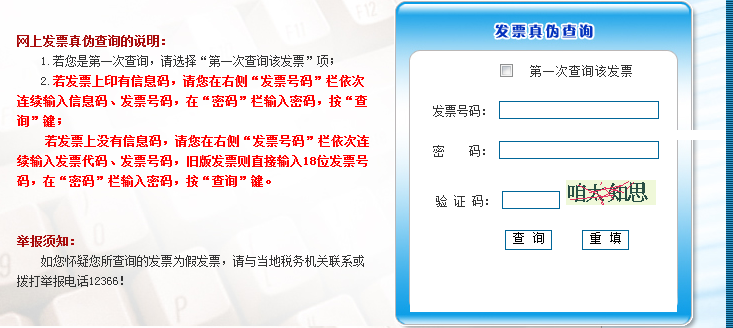 网上发票真伪查询的说明：
1.若您是第一次查询，请选择“第一次查询该发票”项；
2.若发票上印有信息码，请您在右侧“发票号码”栏依次
连续输入信息码、发票号码，在“密码”栏输入密码，按“查
询”键；
若发票上没有信息码，请您在右侧“发票号码”栏依次连
续输入发票代码、发票号码，旧版发票则直接输入18位发票号
码，在“密码”栏输入密码，按“查询”键。
举报须知：
如您怀疑您所查询的发票为假发票，请与当地税务机关联系或
拨打举报电话12366！
发票真伪查询
第一次查询该发票
发票号码：
密 码：
验 证 码： 咱太知思
查 询 重 填